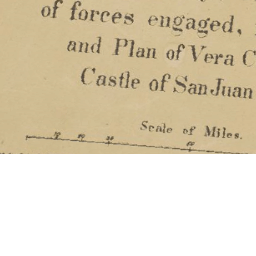 of forces engaged,
and Plan of Vera C
Castle of San Juan
Scale of Miles.